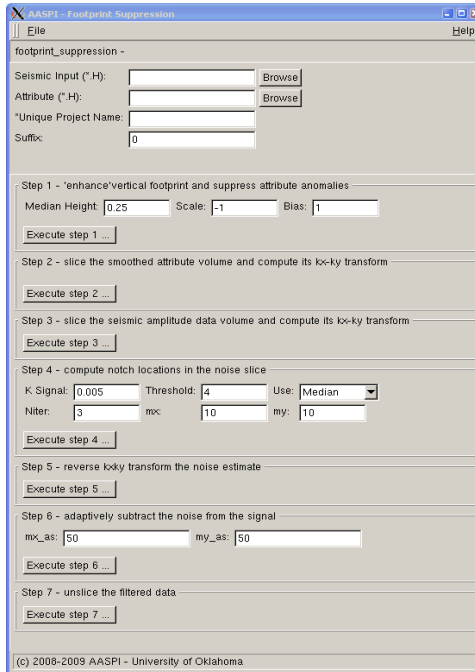 AASPI - Footprint Suppression
File Help
footprint_suppression -
Seismic Input (*.H): Browse
Attribute (*.H): Browse
*Unique Project Name:
Suffix: 0
Step 1 - 'enhance'vertical footprint and suppress attribute anomalies
Median Height: 0.25 Scale: -1 Bias: 1
Execute step 1 ...
Step 2 - slice the smoothed attribute volume and compute its kx-ky transform
Execute step 2 ...
Step 3 - slice the seismic amplitude data volume and compute its kx-ky transform
Execute step 3 ...
Step 4 - compute notch locations in the noise slice
K Signal: 0.005 Threshold: 4 Use: Median
Niter: 3 mx: 10 my: 10
Execute step 4 ...
Step 5 - reverse kxky transform the noise estimate
Execute step 5 ...
Step 6 - adaptively subtract the noise from the signal
mx_as: 50 my_as: 50
Execute step 6 ...
Step 7 - unslice the filtered data
Execute step 7 ...
(c) 2008-2009 AASPI - University of Oklahoma